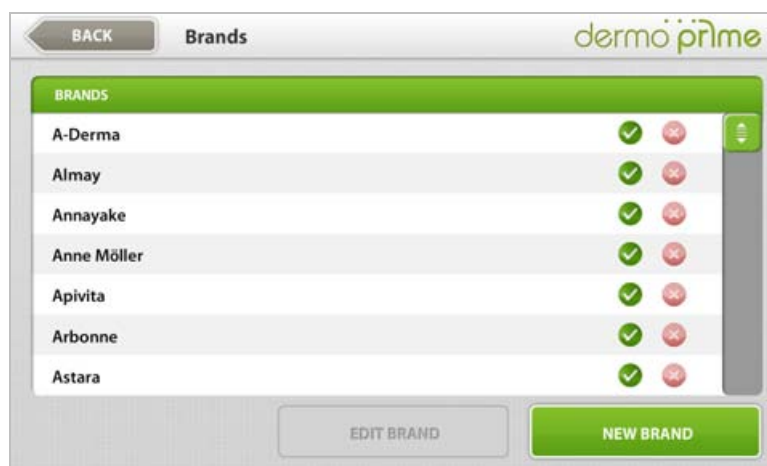 BACK
Brands
dermo prime
BRANDS
A-Derma
Almay
Annayake
Anne Möller
Apivita
Arbonne
Astara
EDIT BRAND
NEW BRAND